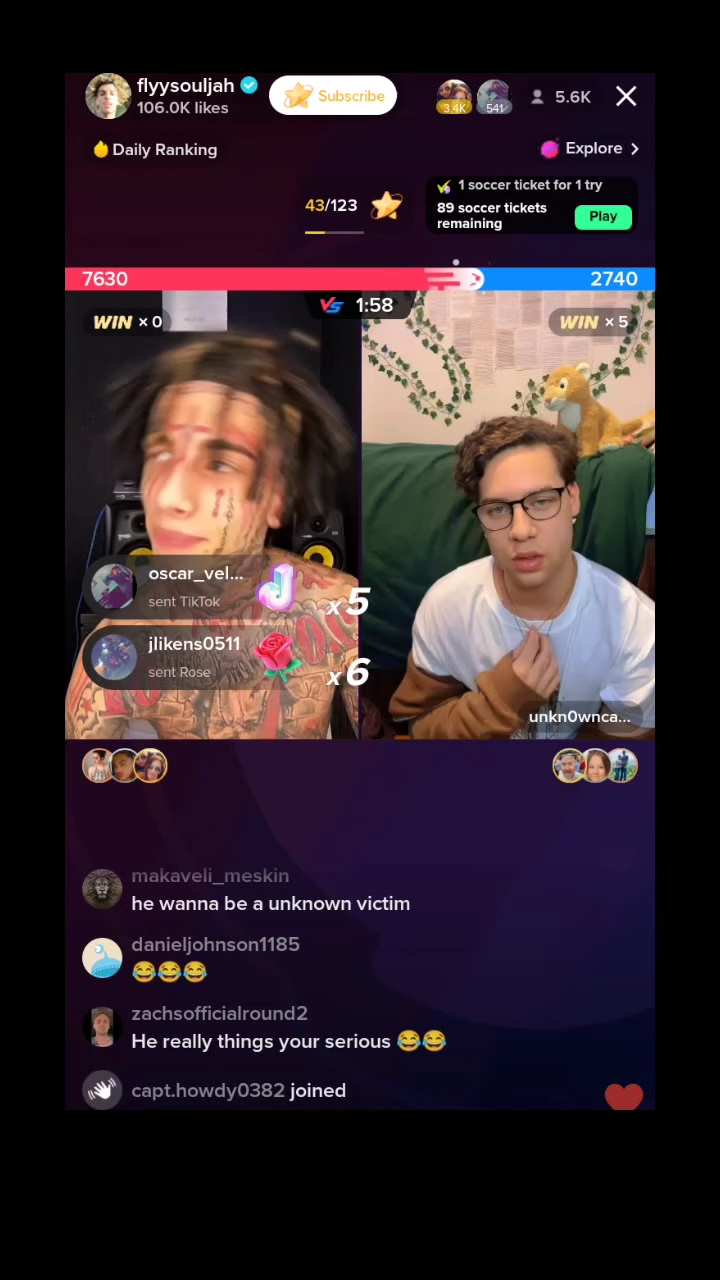 flyysouljah
106.0K likes
Subscribe
3.4K
541
5.6K
Daily Ranking
Explore >
43/123
1 soccer ticket for 1 try
89 soccer tickets
remaining
Play
7630
2740
VS 1:58
WIN x 0
WIN x 5
oscar_vel...
sent TikTok
x 5
jlikens0511
sent Rose
x 6
unkn0wnca...
makaveli_meskin
he wanna be a unknown victim
danieljohnson1185
😂😂😂
zachsofficialround2
He really things your serious 😂😂
capt.howdy0382 joined